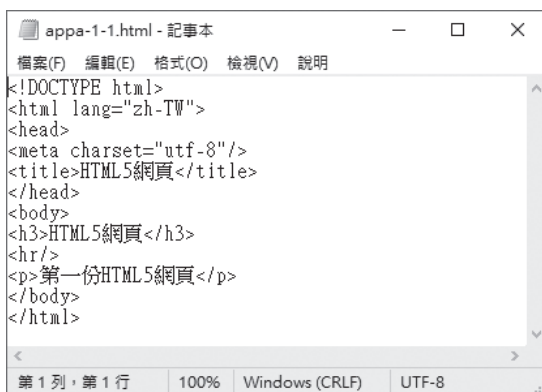 appa-1-1.html - 記事本
檔案(F) 編輯(E) 格式(O) 檢視(V) 說明
<!DOCTYPE html>
<html lang="zh-TW">
<head>
<meta charset="utf-8"/>
<title>HTML5網頁</title>
</head>
<body>
<h3>HTML5網頁</h3>
<hr/>
<p>第一份HTML5網頁</p>
</body>
</html>
第 1 列，第 1 行 100% Windows (CRLF) UTF-8